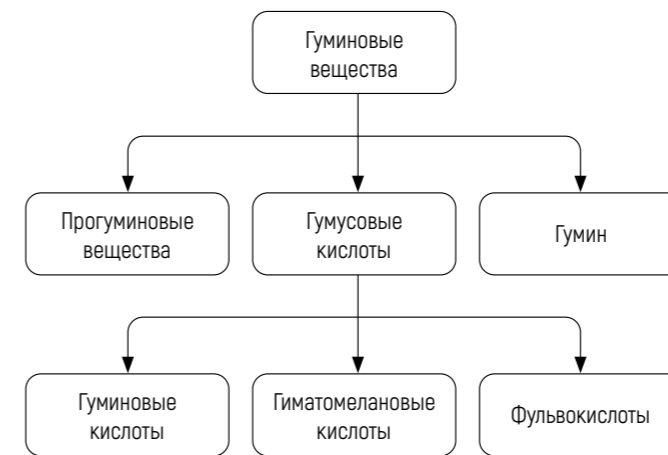 Гуминовые
вещества
Прогуминовые
вещества
Гумусовые
кислоты
Гумин
Гуминовые
кислоты
Гиматомелановые
кислоты
Фульвокислоты